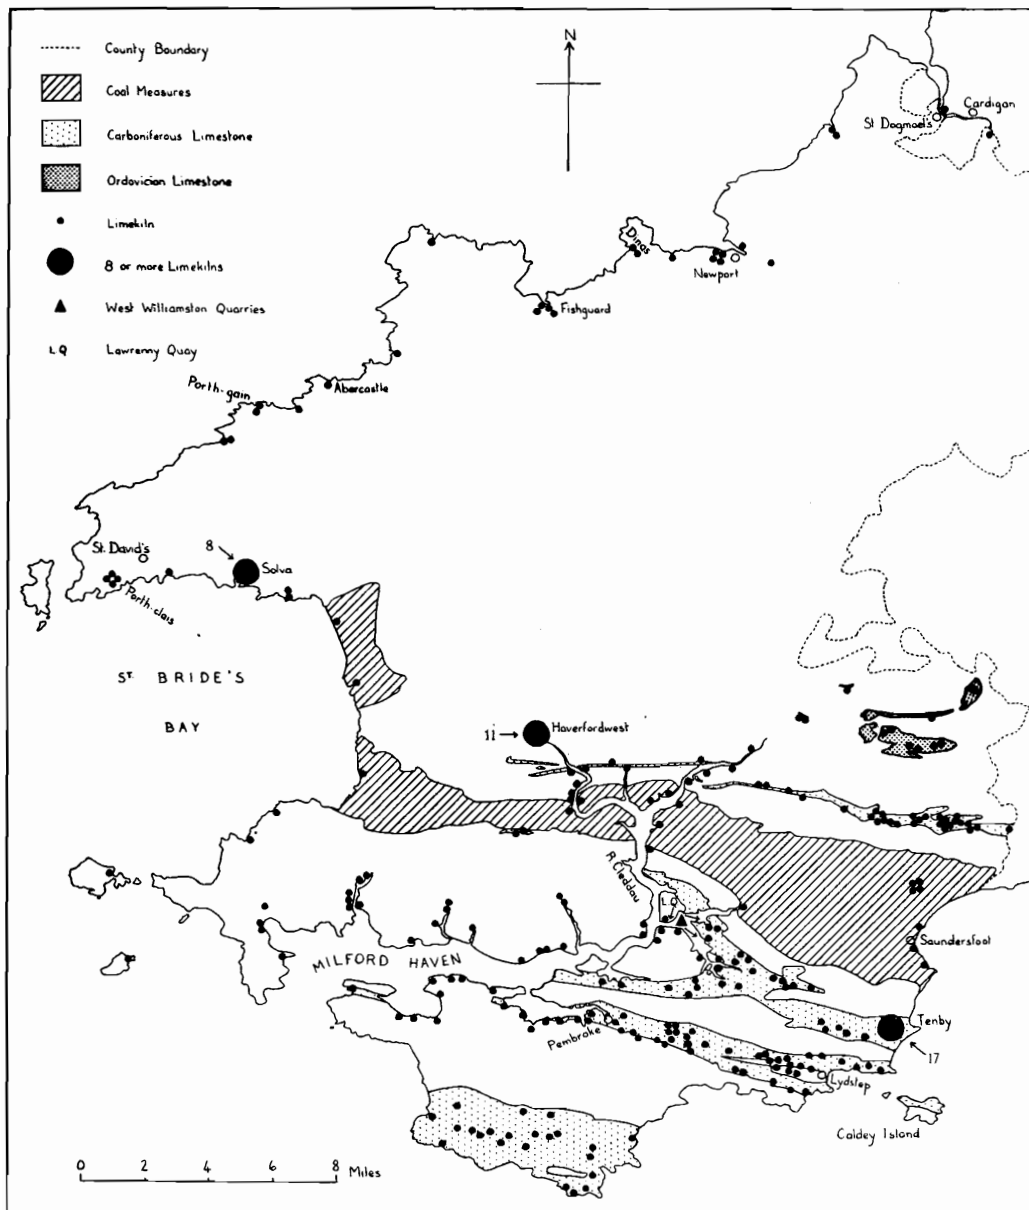 County Boundary
Coal Measures
Carboniferous Limestone
Ordovician Limestone
Limekiln
8 or more Limekilns
West Williamston Quarries
L.Q Lawrenny Quay
N
Cardigan
St Dogmael's
Dinas
Newport
Fishguard
Abercastle
Porth-gain
St. David's
8
Solva
Porth-clais
ST. BRIDE'S
BAY
11
Haverfordwest
R.Cleddau
L.Q
Saundersfoot
MILFORD HAVEN
Tenby
Pembroke
17
Lydstep
Caldey Island
0 2 4 6 8 Miles